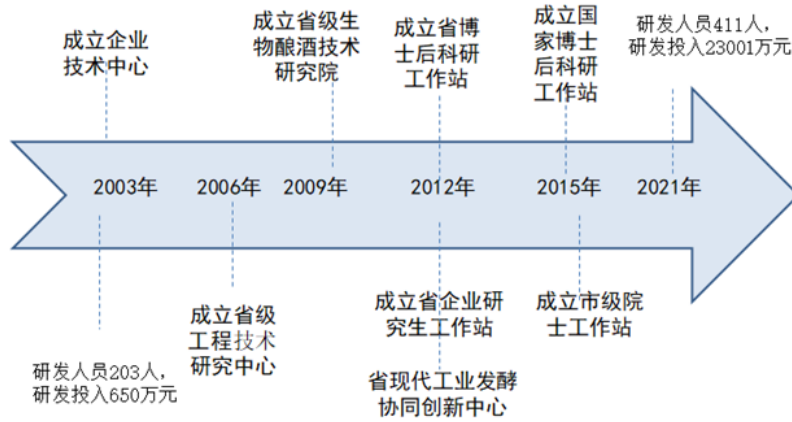 成立企业
技术中心
成立省级生
物酿酒技术
研究院
成立省博
士后科研
工作站
成立国
家博士
后科研
工作站
研发人员411人，
研发投入23001万元
2003年
2006年
2009年
2012年
2015年
2021年
研发人员203人，
研发投入650万元
成立省级
工程技术
研究中心
成立省企业研
究生工作站
省现代工业发酵
协同创新中心
成立市级院
士工作站